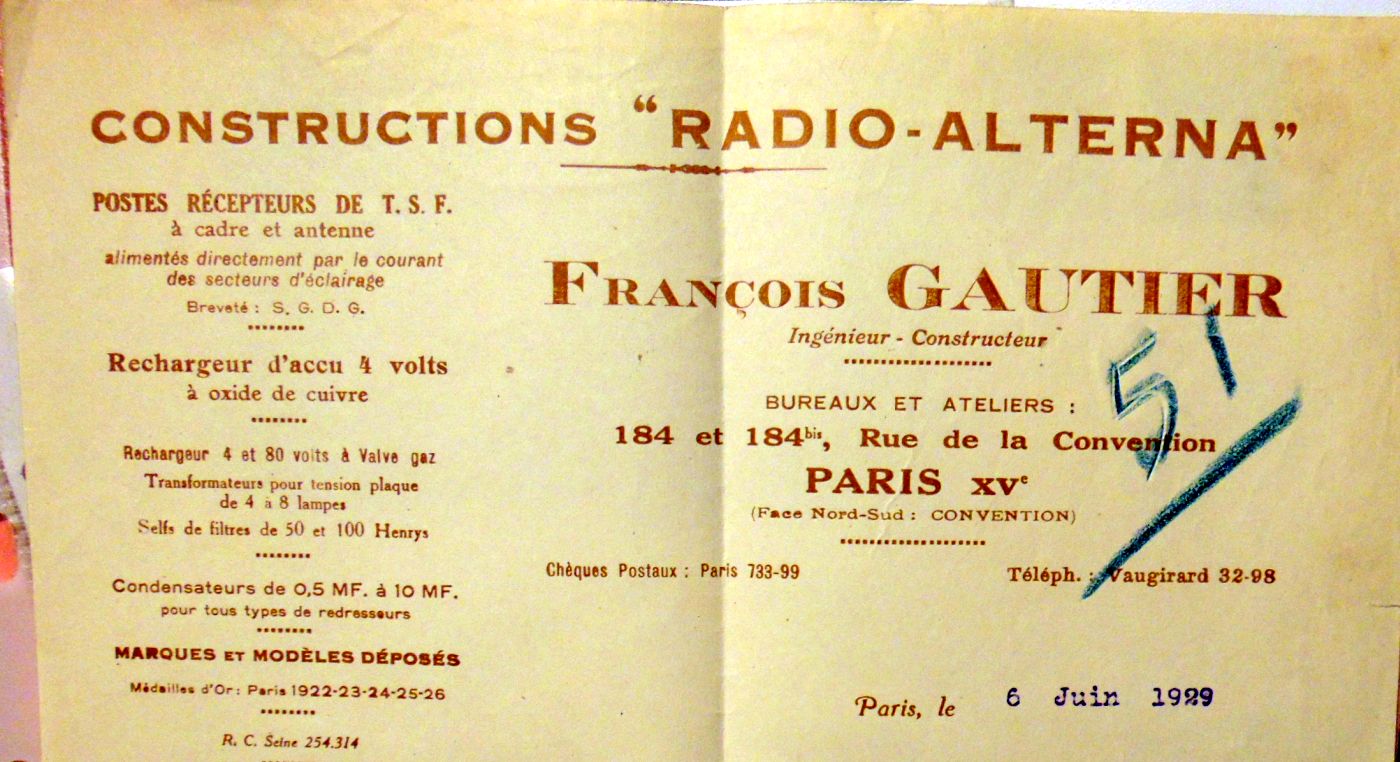 CONSTRUCTIONS “RADIO-ALTERNA”
POSTES RÉCEPTEURS DE T. S. F.
à cadre et antenne
alimentés directement par le courant
des secteurs d'éclairage
Breveté : S. G. D. G.
Rechargeur d'accu 4 volts
à oxide de cuivre
Rechargeur 4 et 80 volts à Valve gaz
Transformateurs pour tension plaque
de 4 à 8 lampes
Selfs de filtres de 50 et 100 Henrys
Condensateurs de 0,5 MF. à 10 MF.
pour tous types de redresseurs
MARQUES ET MODÈLES DÉPOSÉS
Médailles d'Or : Paris 1922-23-24-25-26
R. C. Seine 254.314
FRANÇOIS GAUTIER
Ingénieur - Constructeur
BUREAUX ET ATELIERS :
184 et 184bis, Rue de la Convention
PARIS XVe
(Face Nord-Sud : CONVENTION)
Chèques Postaux : Paris 733-99
Téléph. : Vaugirard 32-98
51
Paris, le 6 Juin 1929